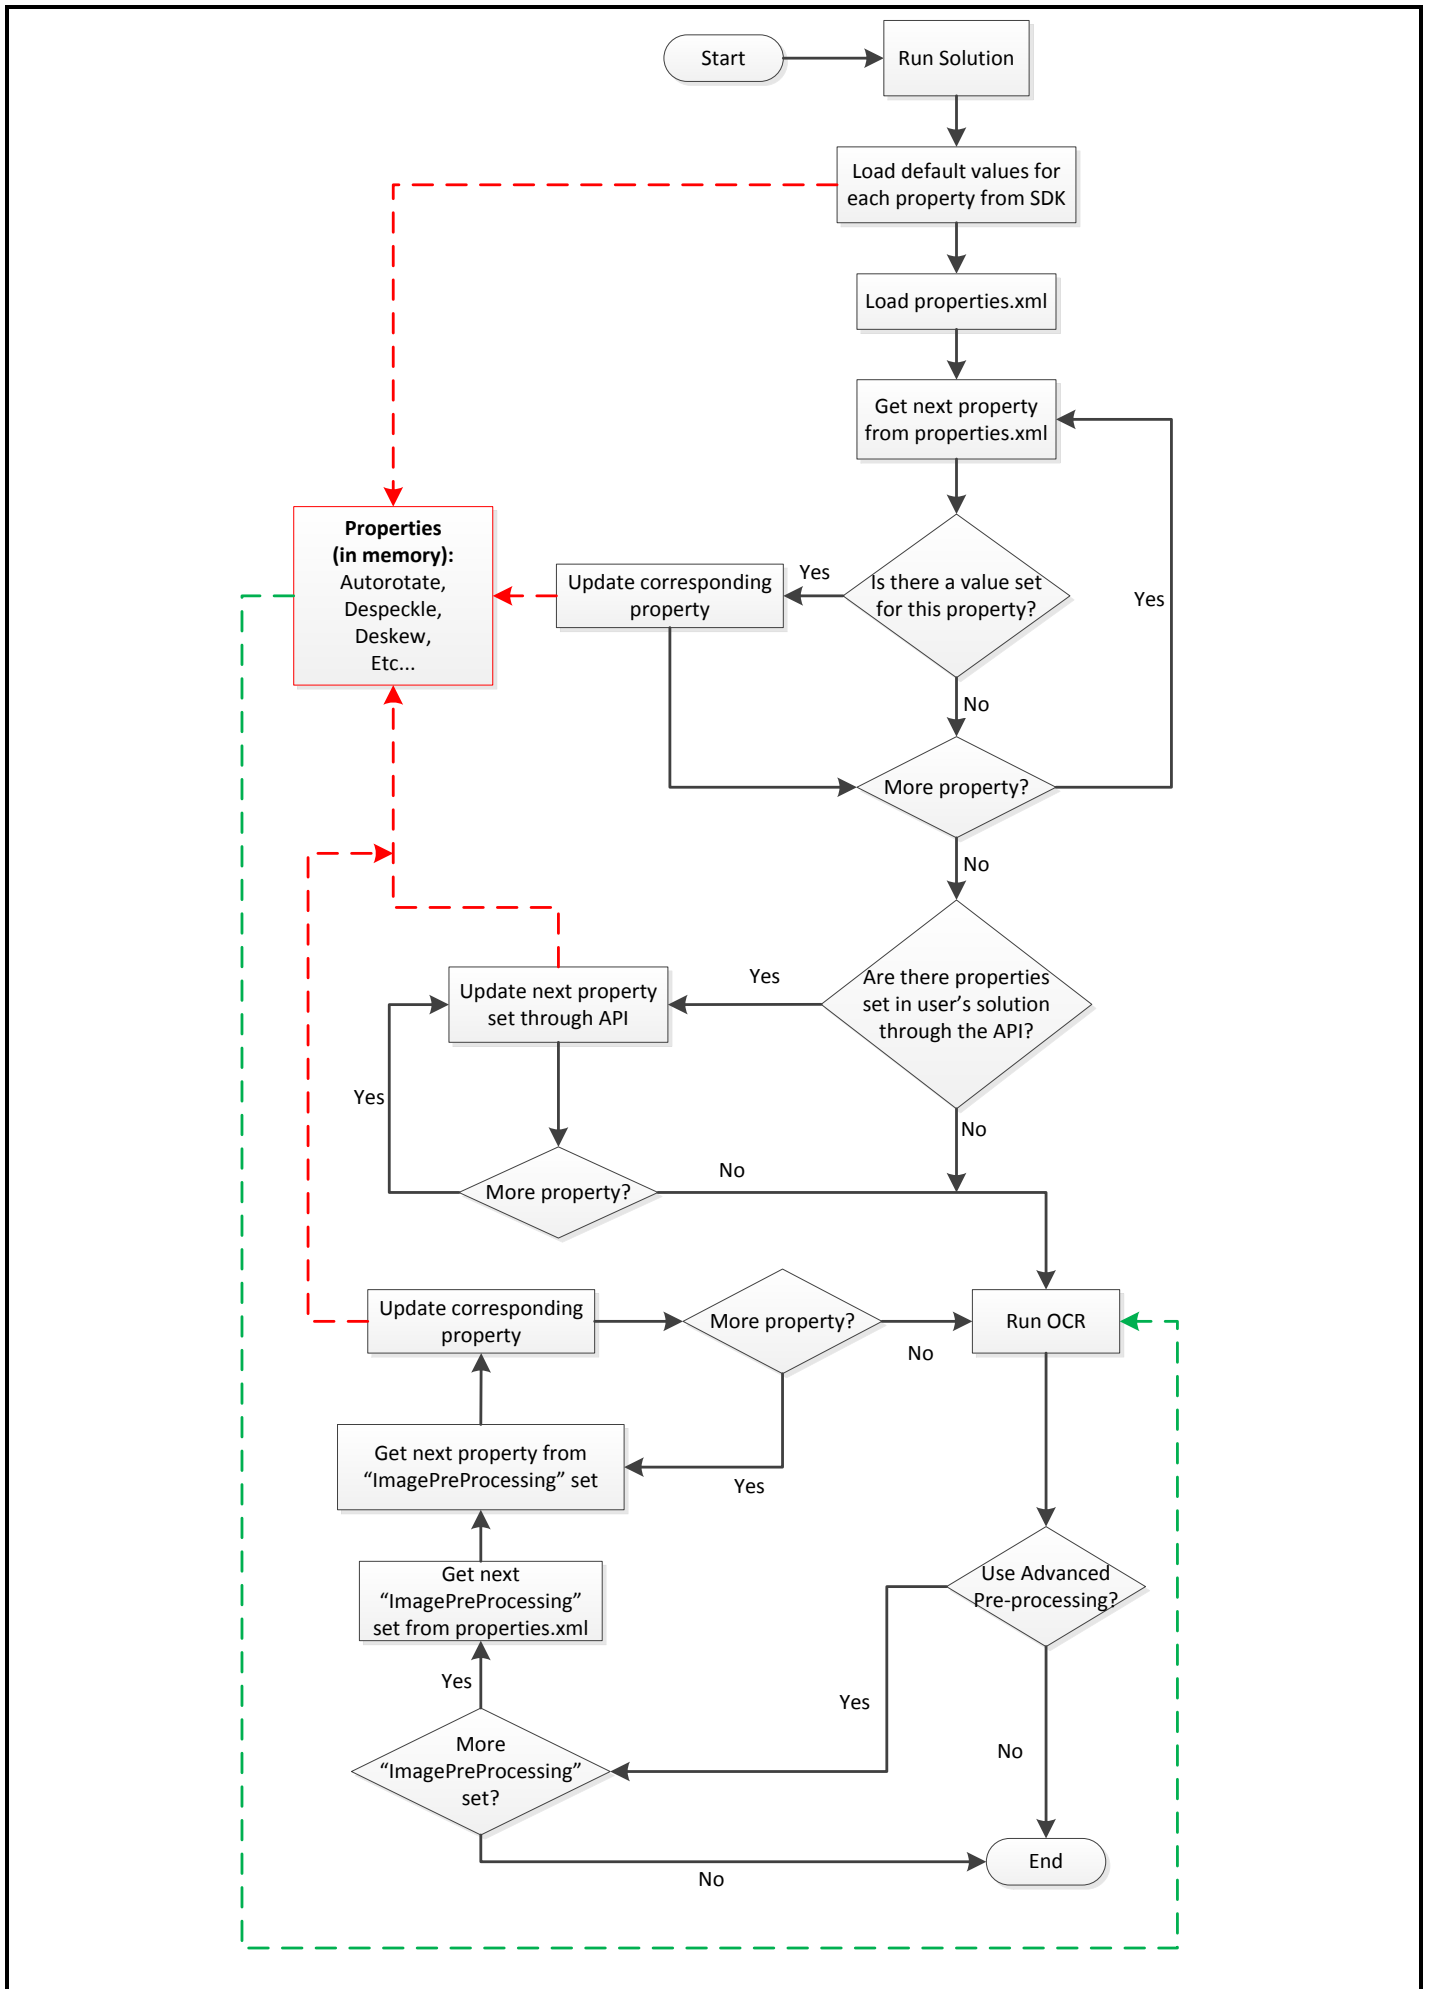 Start
Run Solution
Load default values for
each property from SDK
Load properties.xml
Get next property
from properties.xml
Properties
(in memory):
Autorotate,
Despeckle,
Deskew,
Etc...
Update corresponding
property
Yes
Is there a value set
for this property?
Yes
No
More property?
No
Are there properties
set in user’s solution
through the API?
Yes
Update next property
set through API
Yes
No
More property?
No
Update corresponding
property
More property?
No
Run OCR
Get next property from
“ImagePreProcessing” set
Yes
Get next
“ImagePreProcessing”
set from properties.xml
Use Advanced
Pre-processing?
Yes
Yes
No
More
“ImagePreProcessing”
set?
No
End